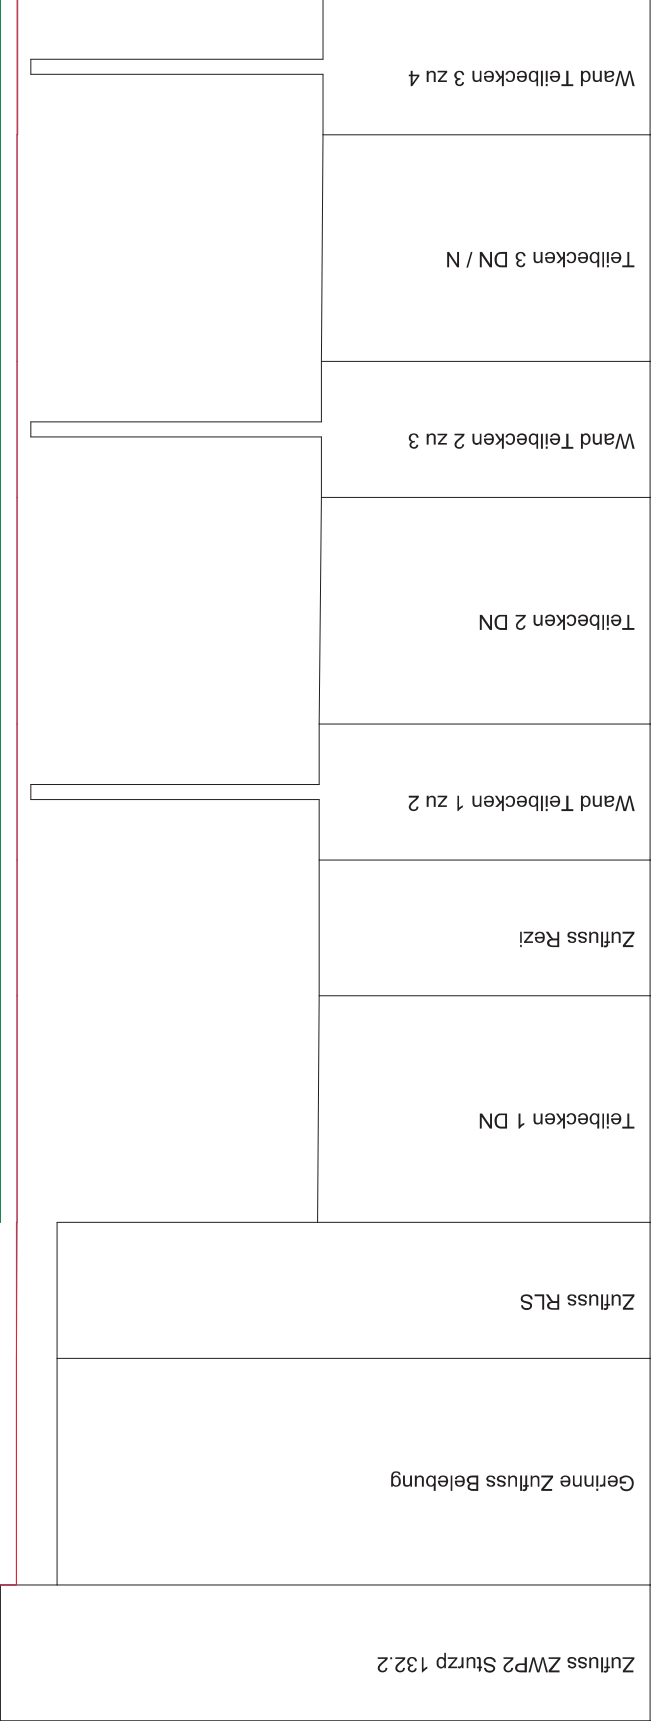 Zufluss ZWP2 Sturzp 132.2
Gerinne Zufluss Belebung
Zufluss RLS
Teilbecken 1 DN
Zufluss Rezi
Wand Teilbecken 1 zu 2
Teilbecken 2 DN
Wand Teilbecken 2 zu 3
Teilbecken 3 DN / N
Wand Teilbecken 3 zu 4